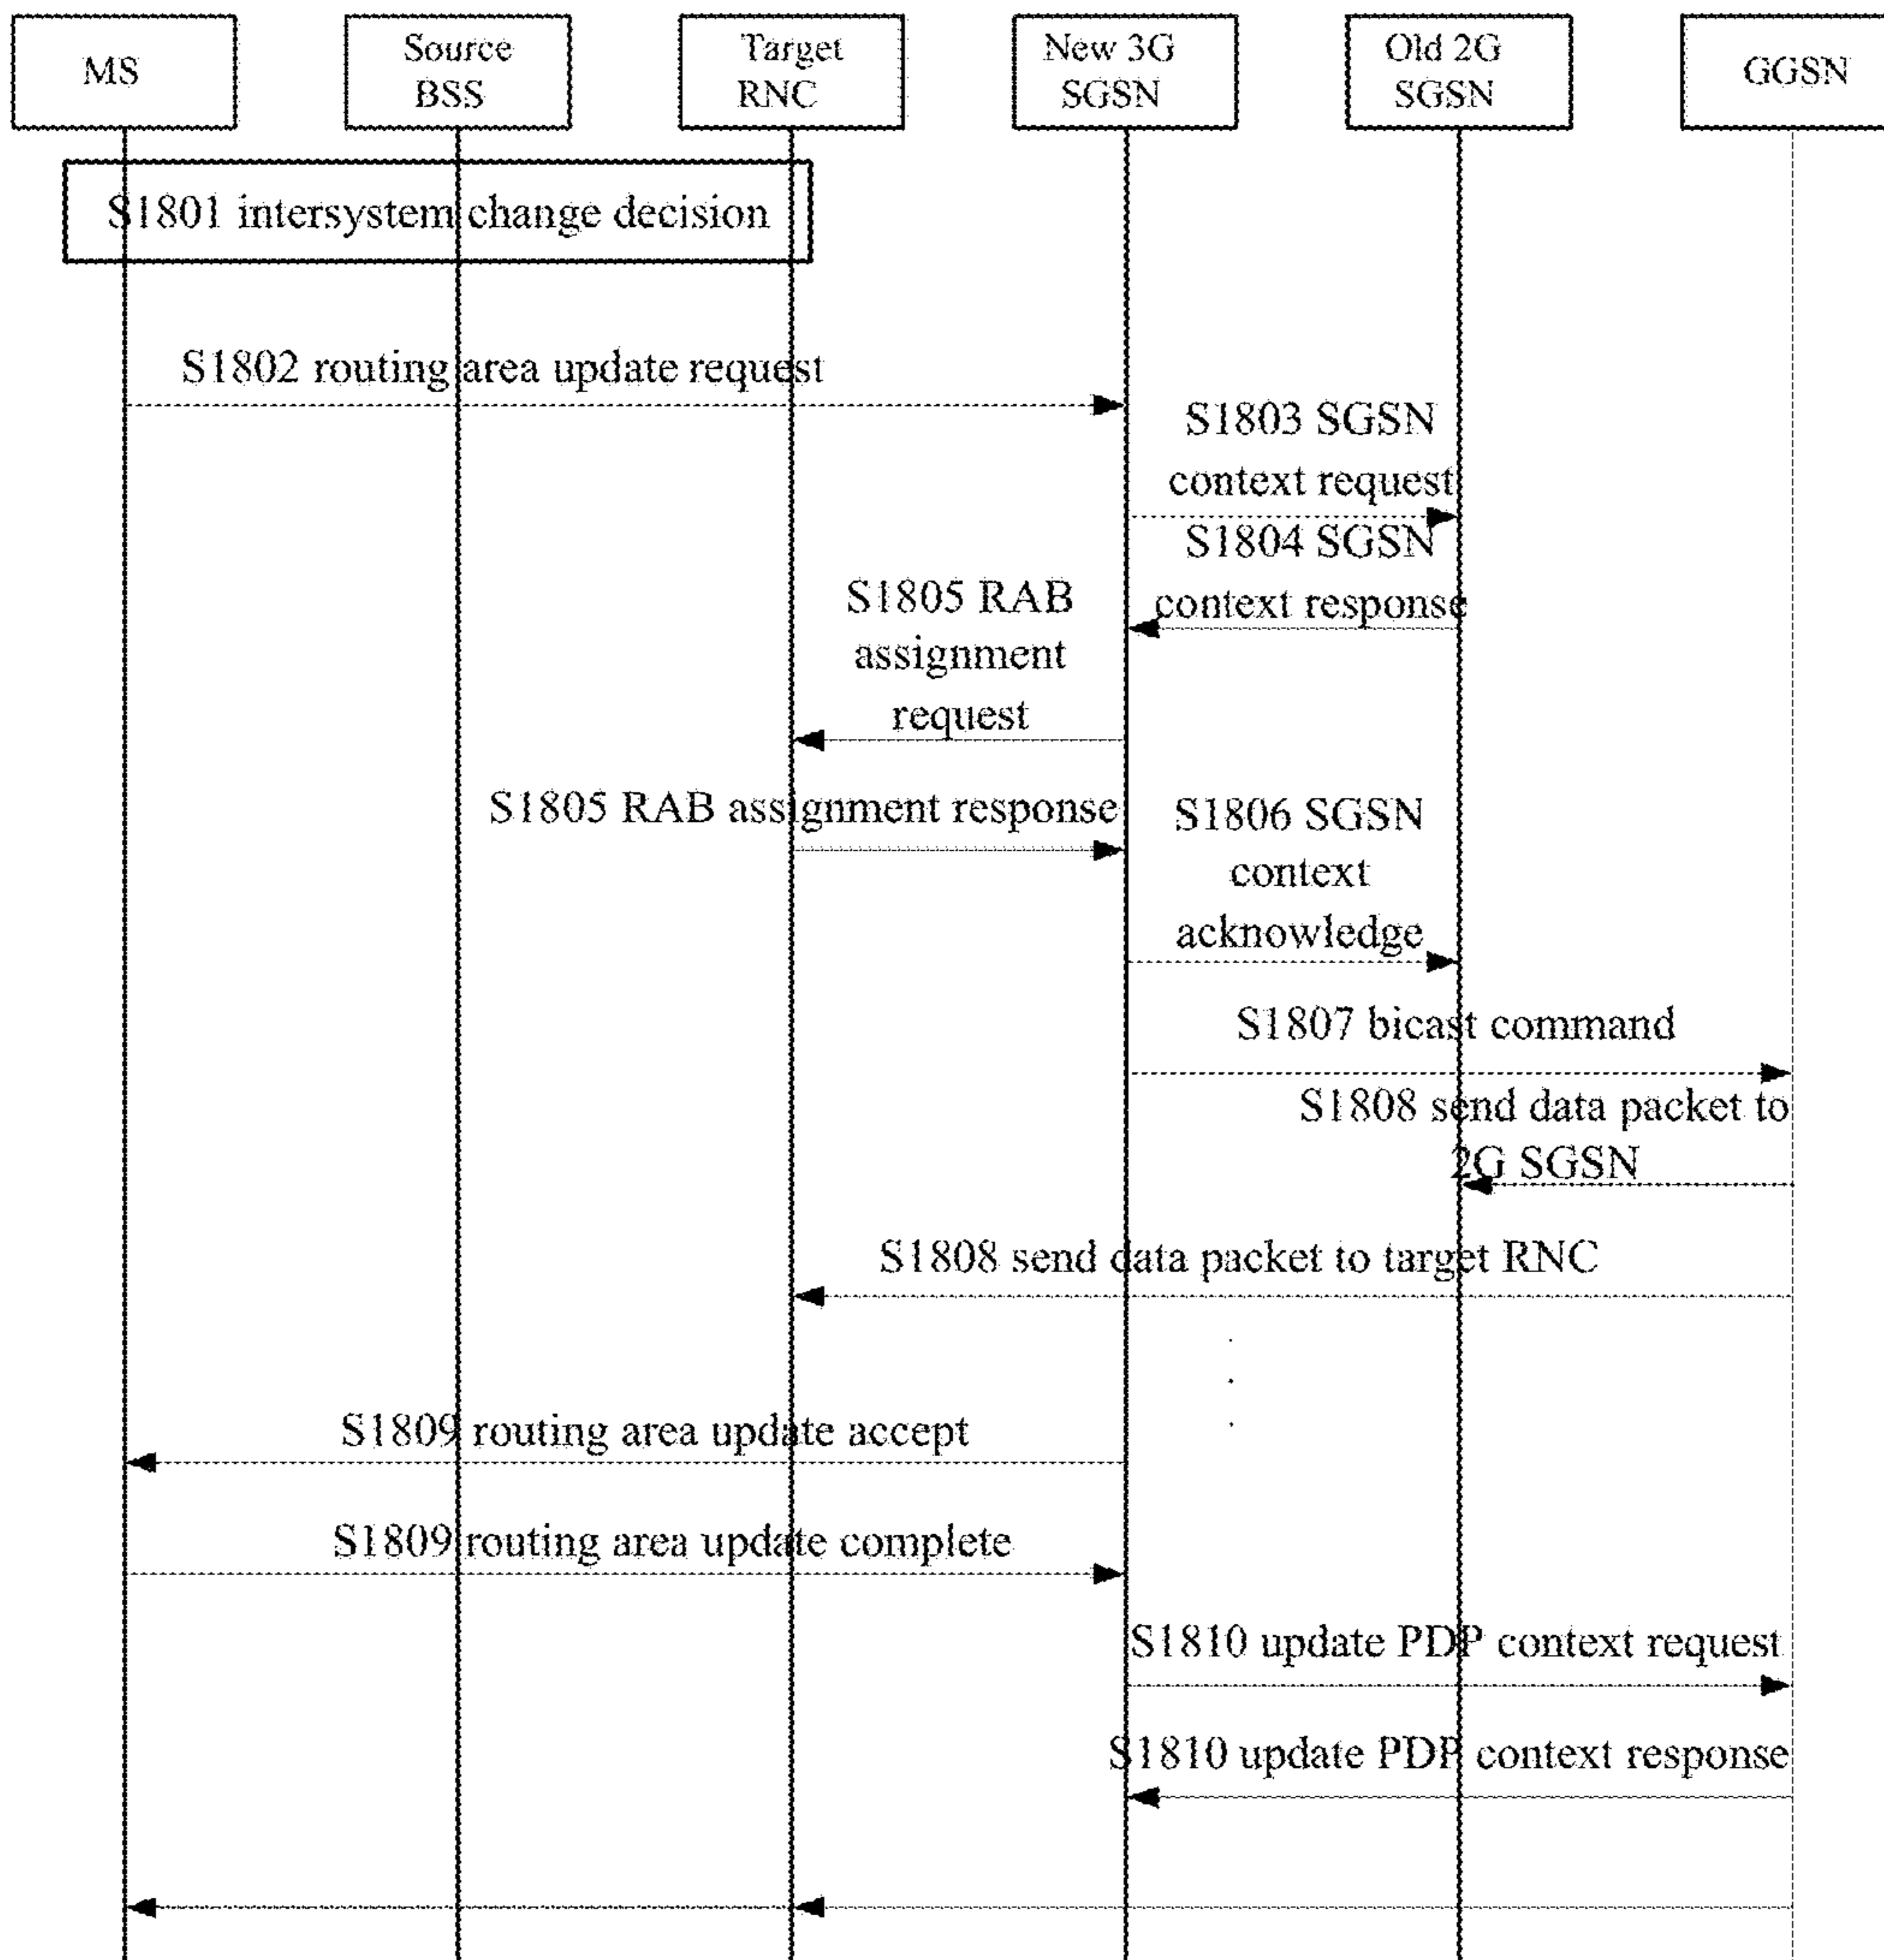 MS
Source
BSS
Target
RNC
New 3G
SGSN
Old 2G
SGSN
GGSN
S1801 intersystem change decision
S1802 routing area update request
S1803 SGSN
context request
S1804 SGSN
context response
S1805 RAB
assignment
request
S1805 RAB assignment response
S1806 SGSN
context
acknowledge
S1807 bicast command
S1808 send data packet to
2G SGSN
S1808 send data packet to target RNC
S1809 routing area update accept
S1809 routing area update complete
S1810 update PDP context request
S1810 update PDP context response